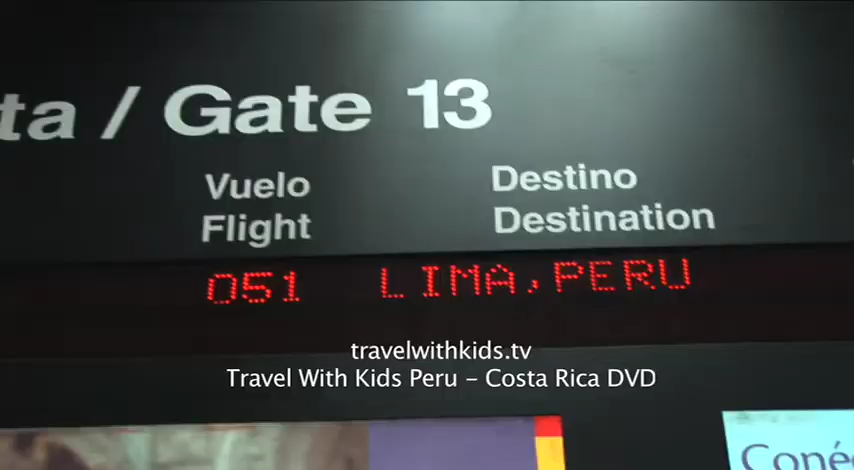 ta / Gate 13
Vuelo
Flight
Destino
Destination
051 LIMA,PERU
travelwithkids.tv
Travel With Kids Peru - Costa Rica DVD
Coné